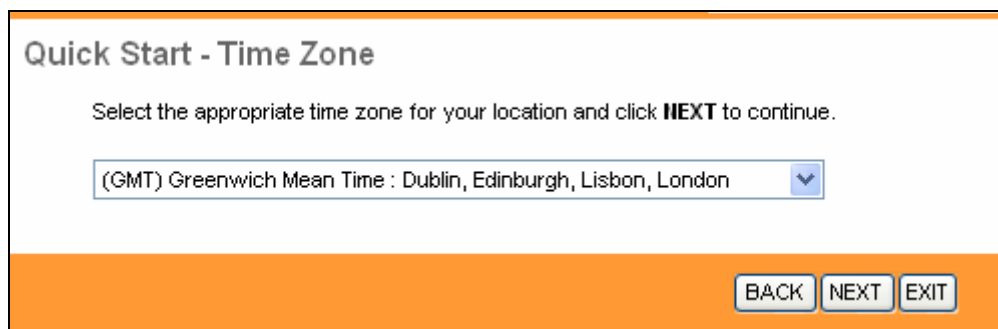 Quick Start - Time Zone
Select the appropriate time zone for your location and click NEXT to continue.
(GMT) Greenwich Mean Time : Dublin, Edinburgh, Lisbon, London
BACK NEXT EXIT